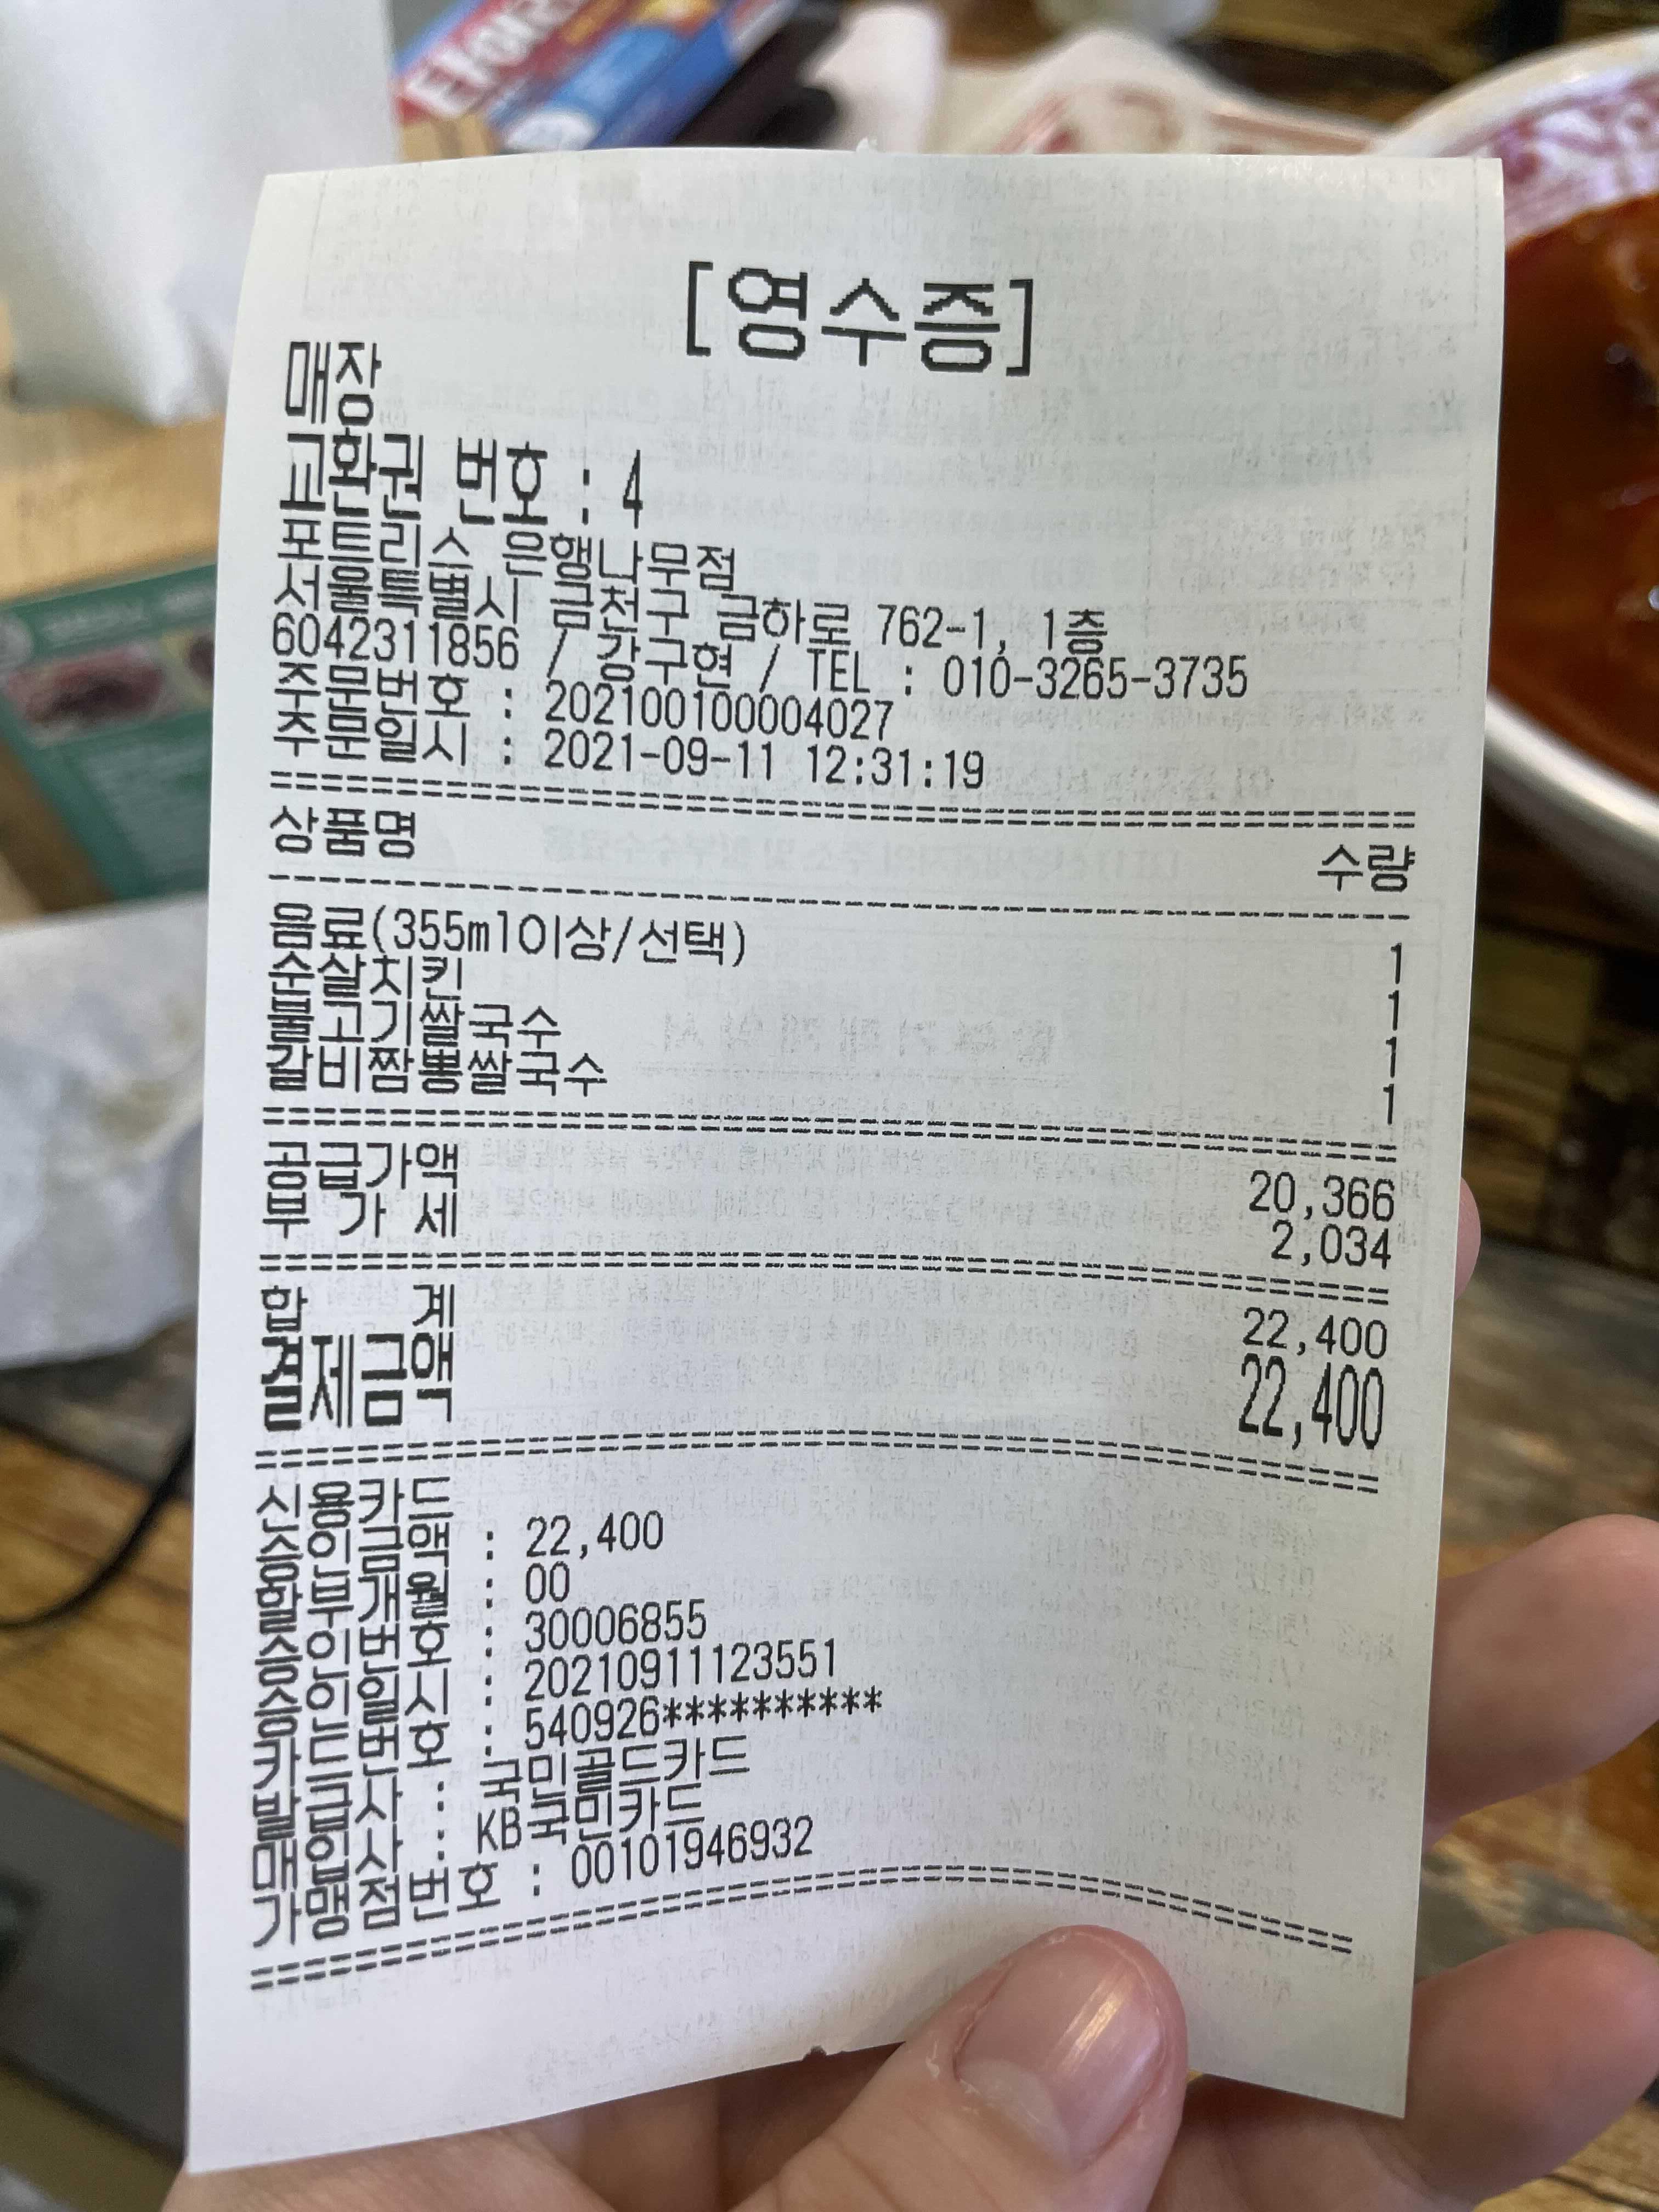 [영수증]
매장
교환권 번호 : 4
포트리스 은행나무점
서울특별시 금천구 금하로 762-1, 1층
6042311856 / 강구현 / TEL : 010-3265-3735
주문번호 : 202100100004027
주문일시 : 2021-09-11 12:31:19
상품명 수량
음료(355ml이상/선택) 1
순살치킨 1
불고기쌀국수 1
갈비짬뽕쌀국수 1
공급가액 20,366
부 가 세 2,034
합 계 22,400
결제금액 22,400
신용카드
승인금액 : 22,400
할부개월 : 00
승인번호 : 30006855
승인일시 : 20210911123551
카드번호 : 540926**********
발급사 : 국민골드카드
매입사 : KB국민카드
가맹점번호 : 00101946932